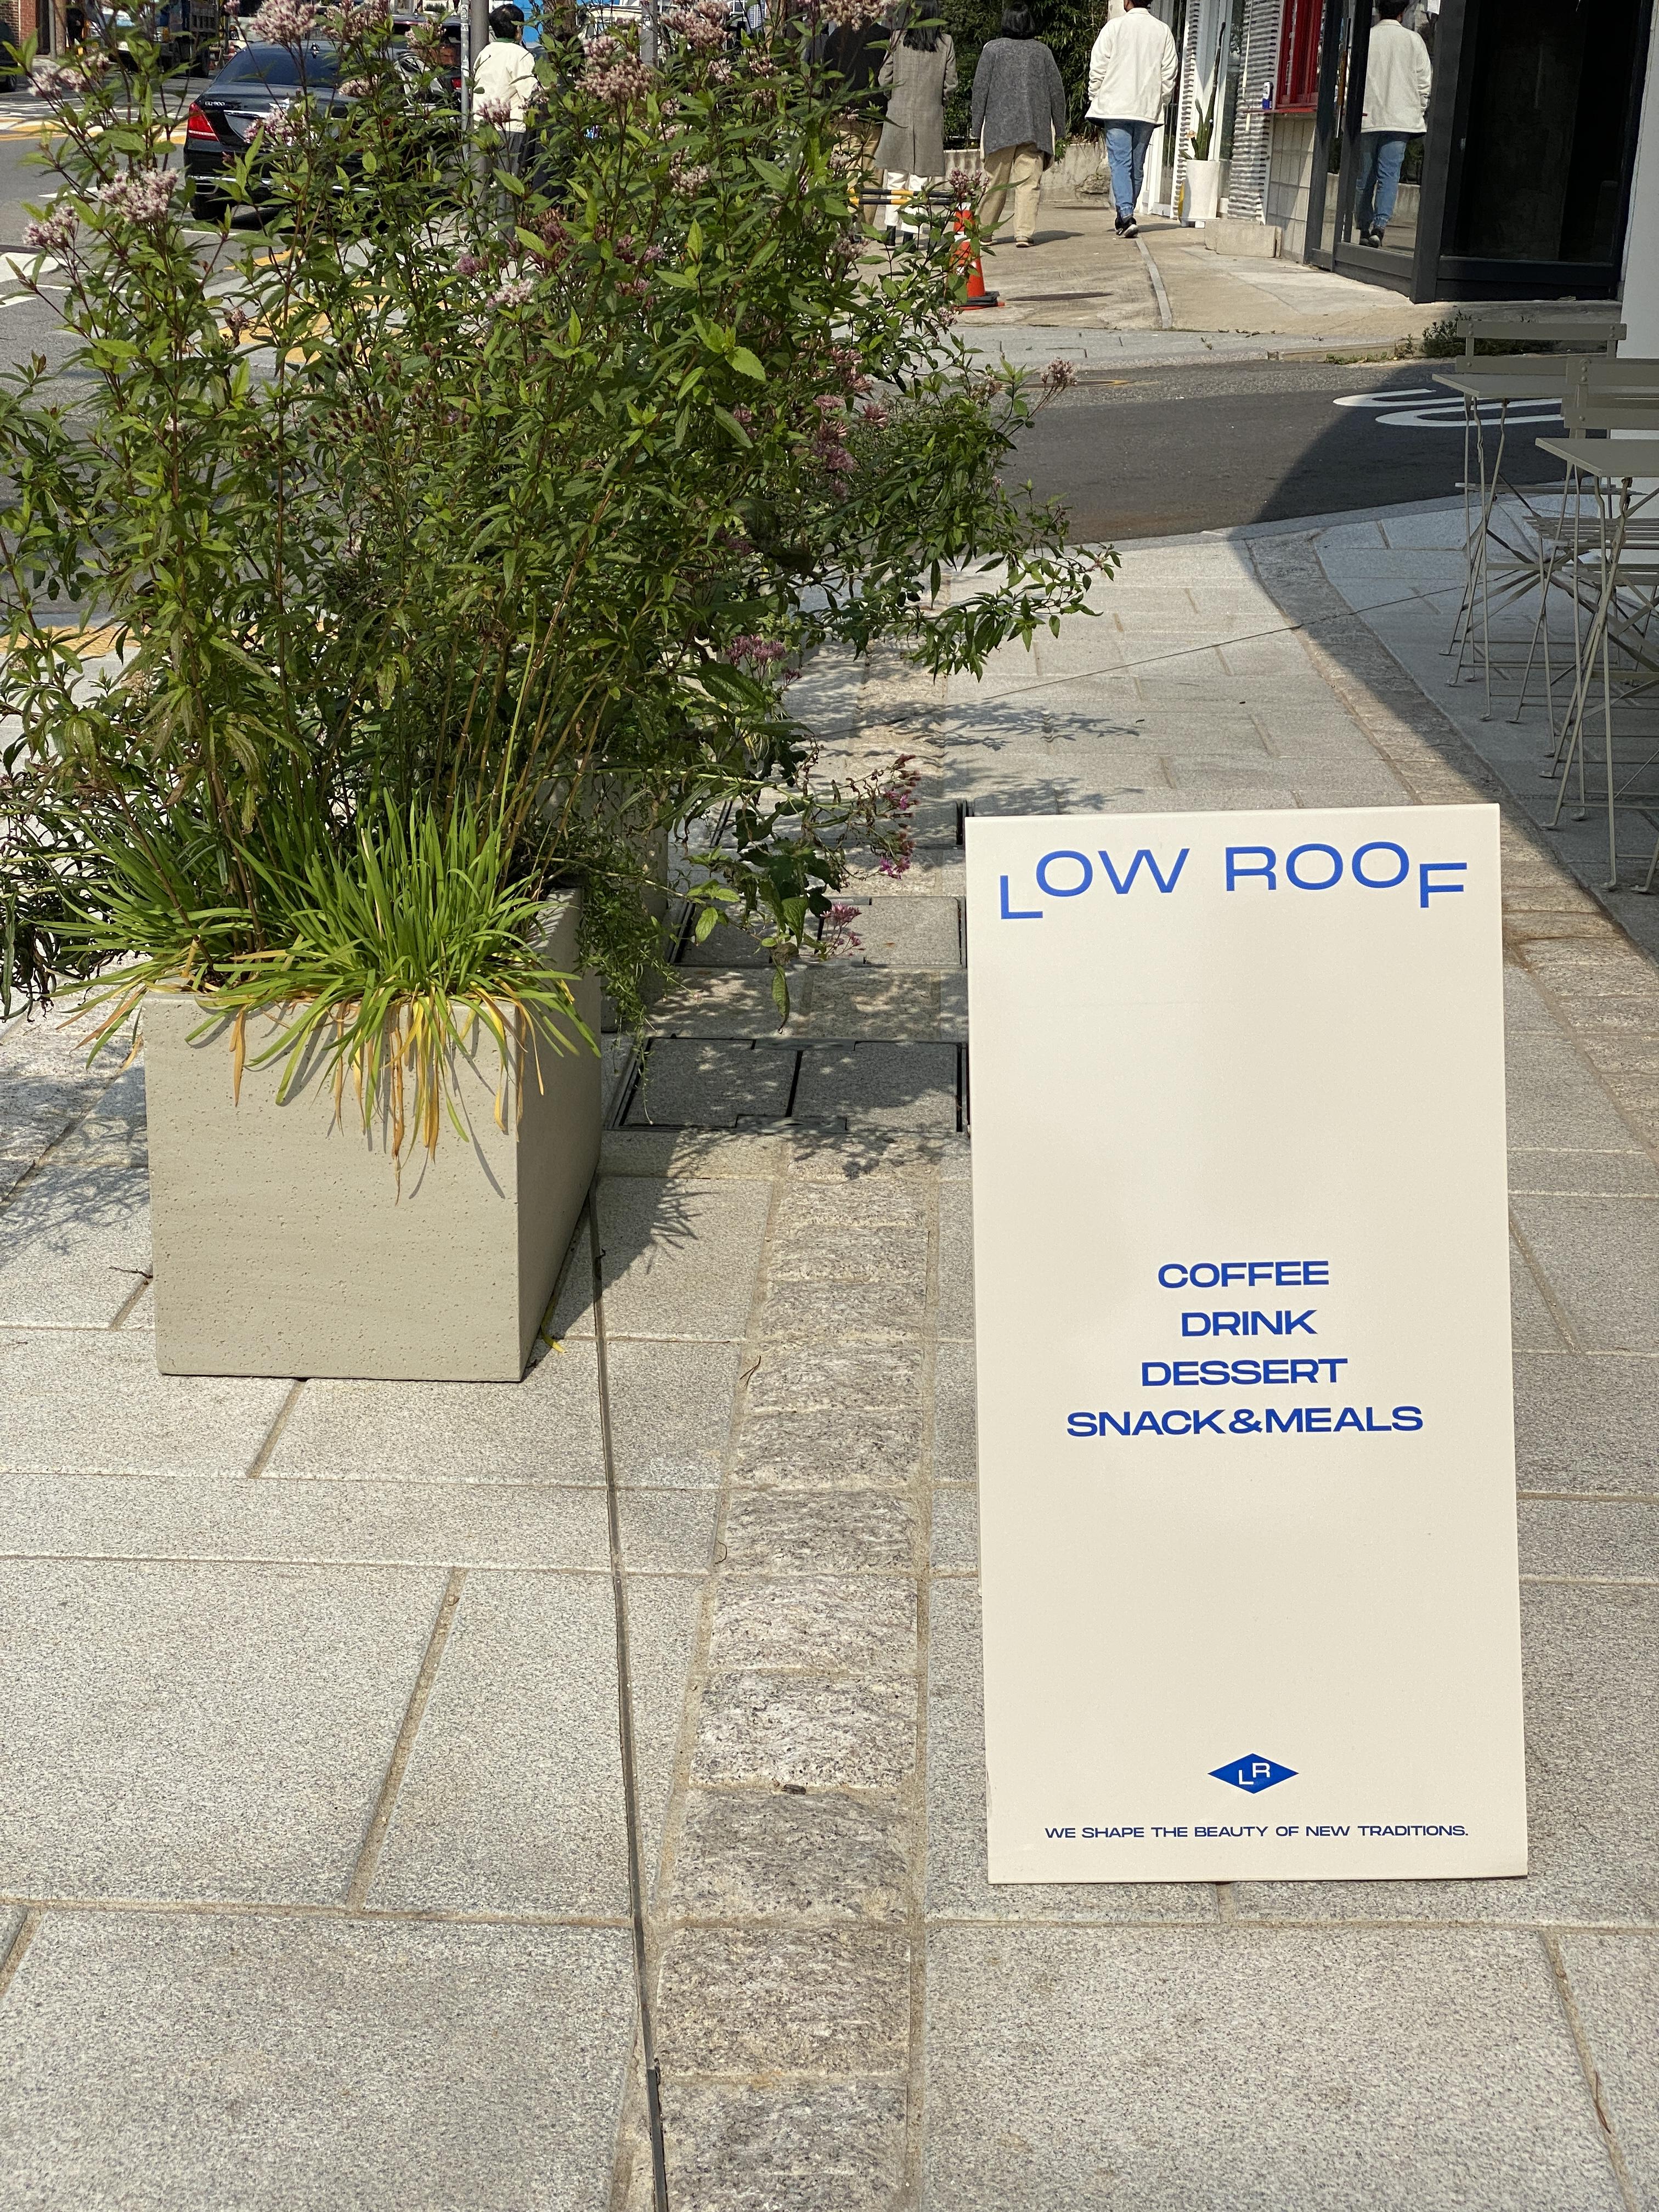 LOW ROOF
COFFEE
DRINK
DESSERT
SNACK&MEALS
LR
WE SHAPE THE BEAUTY OF NEW TRADITIONS.